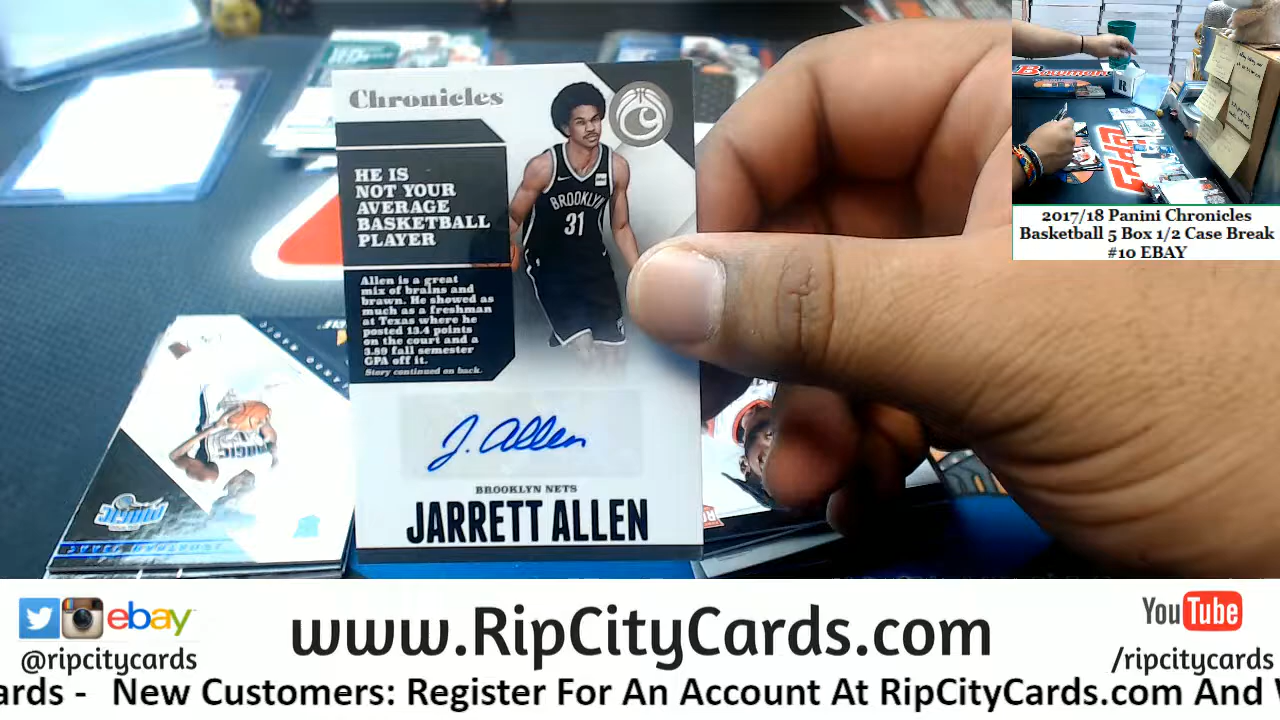 Chronicles
HE IS
NOT YOUR
AVERAGE
BASKETBALL
PLAYER
Allen is a great
mix of brains and
brawn. He showed as
much as a freshman
at Texas where he
posted 13.4 points
on the court and a
3.89 fall semester
GPA off it.
Story continued on back.
BROOKLYN
31
J. Allen
BROOKLYN NETS
JARRETT ALLEN
MAGIC
2017/18 Panini Chronicles
Basketball 5 Box 1/2 Case Break
#10 EBAY
ebay
@ripcitycards
www.RipCityCards.com
YouTube
/ripcitycards
ards - New Customers: Register For An Account At RipCityCards.com And